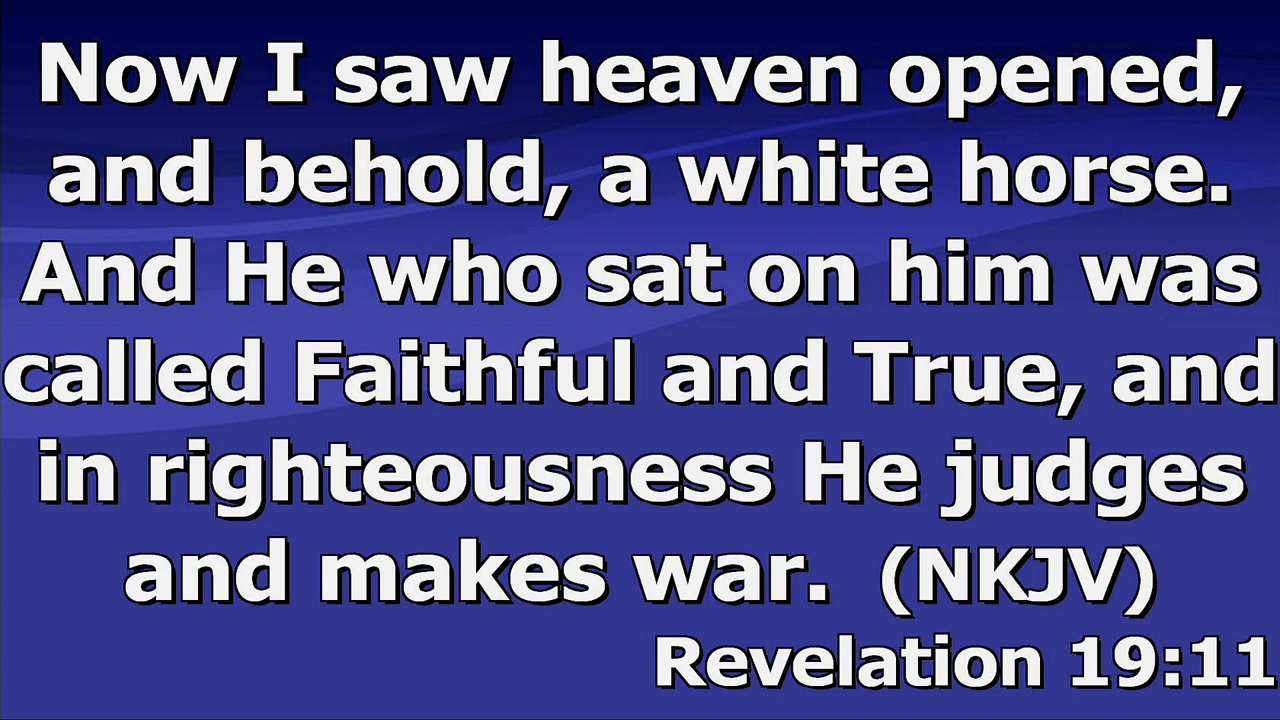 Now I saw heaven opened,
and behold, a white horse.
And He who sat on him was
called Faithful and True, and
in righteousness He judges
and makes war. (NKJV)
Revelation 19:11